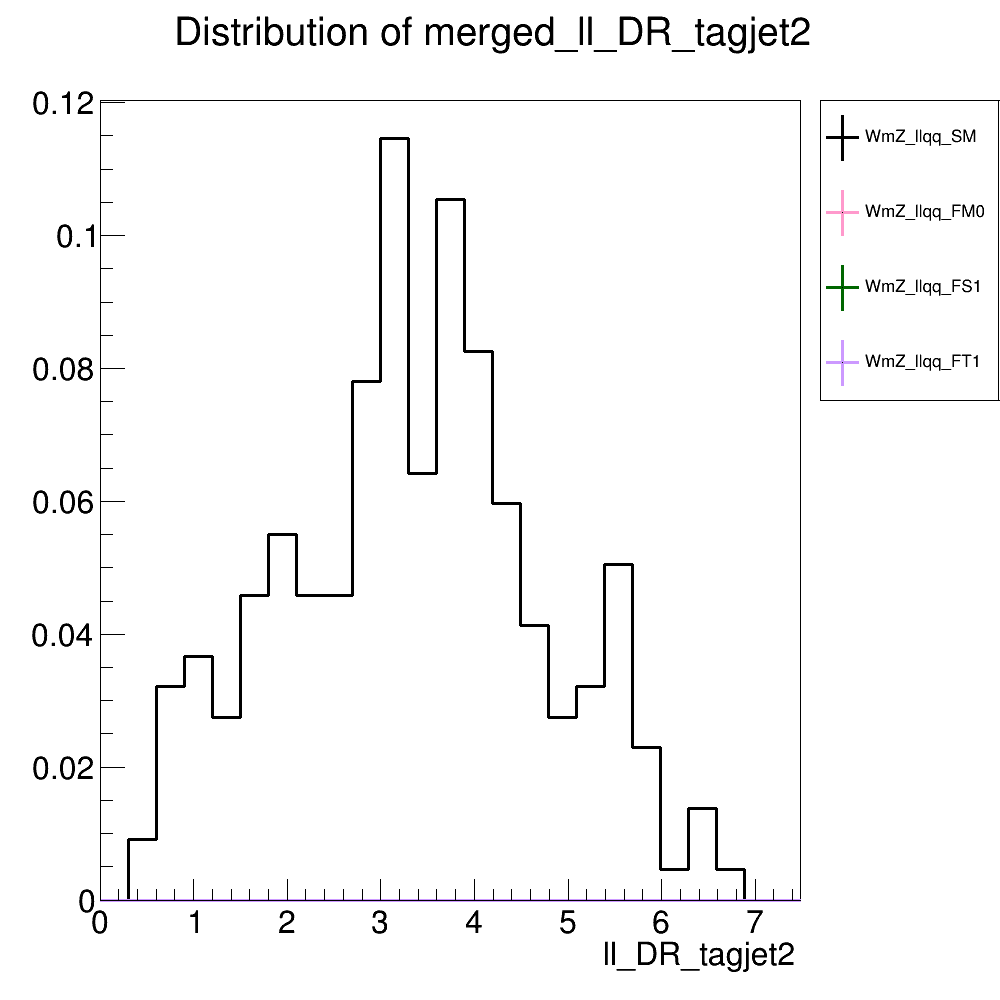 Distribution of merged_ll_DR_tagjet2
0.12
0.1
0.08
0.06
0.04
0.02
0
0 1 2 3 4 5 6 7
ll_DR_tagjet2
WmZ_llqq_SM
WmZ_llqq_FM0
WmZ_llqq_FS1
WmZ_llqq_FT1